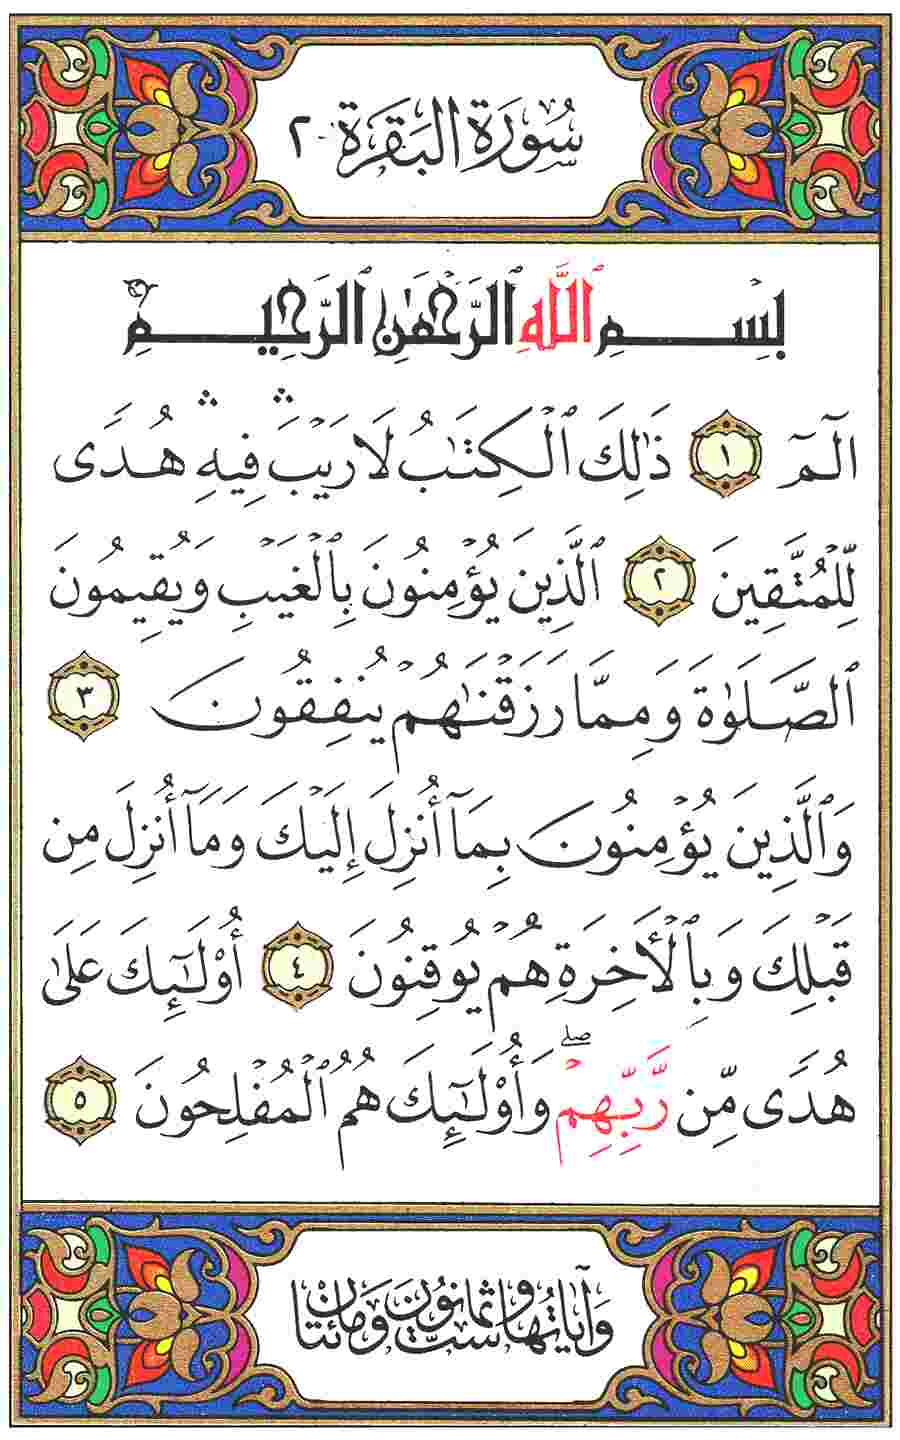 سُورَةُ البَقَرَةِ ٢٠
بِسْمِ ٱللَّهِ ٱلرَّحْمَٰنِ ٱلرَّحِيمِ
الٓمٓ ١ ذَٰلِكَ ٱلْكِتَٰبُ لَا رَيْبَ ۛ فِيهِ ۛ هُدًى
لِّلْمُتَّقِينَ ٢ ٱلَّذِينَ يُؤْمِنُونَ بِٱلْغَيْبِ وَيُقِيمُونَ
ٱلصَّلَوٰةَ وَمِمَّا رَزَقْنَٰهُمْ يُنفِقُونَ ٣
وَٱلَّذِينَ يُؤْمِنُونَ بِمَآ أُنزِلَ إِلَيْكَ وَمَآ أُنزِلَ مِن
قَبْلِكَ وَبِٱلْأَخِرَةِ هُمْ يُوقِنُونَ ٤ أُو۟لَٰٓئِكَ عَلَىٰ
هُدًى مِّن رَّبِّهِمْ ۖ وَأُو۟لَٰٓئِكَ هُمُ ٱلْمُفْلِحُونَ ٥
وَآيَاتُهَا سِتٌّ وَثَمَانُونَ وَمَائَتَانِ